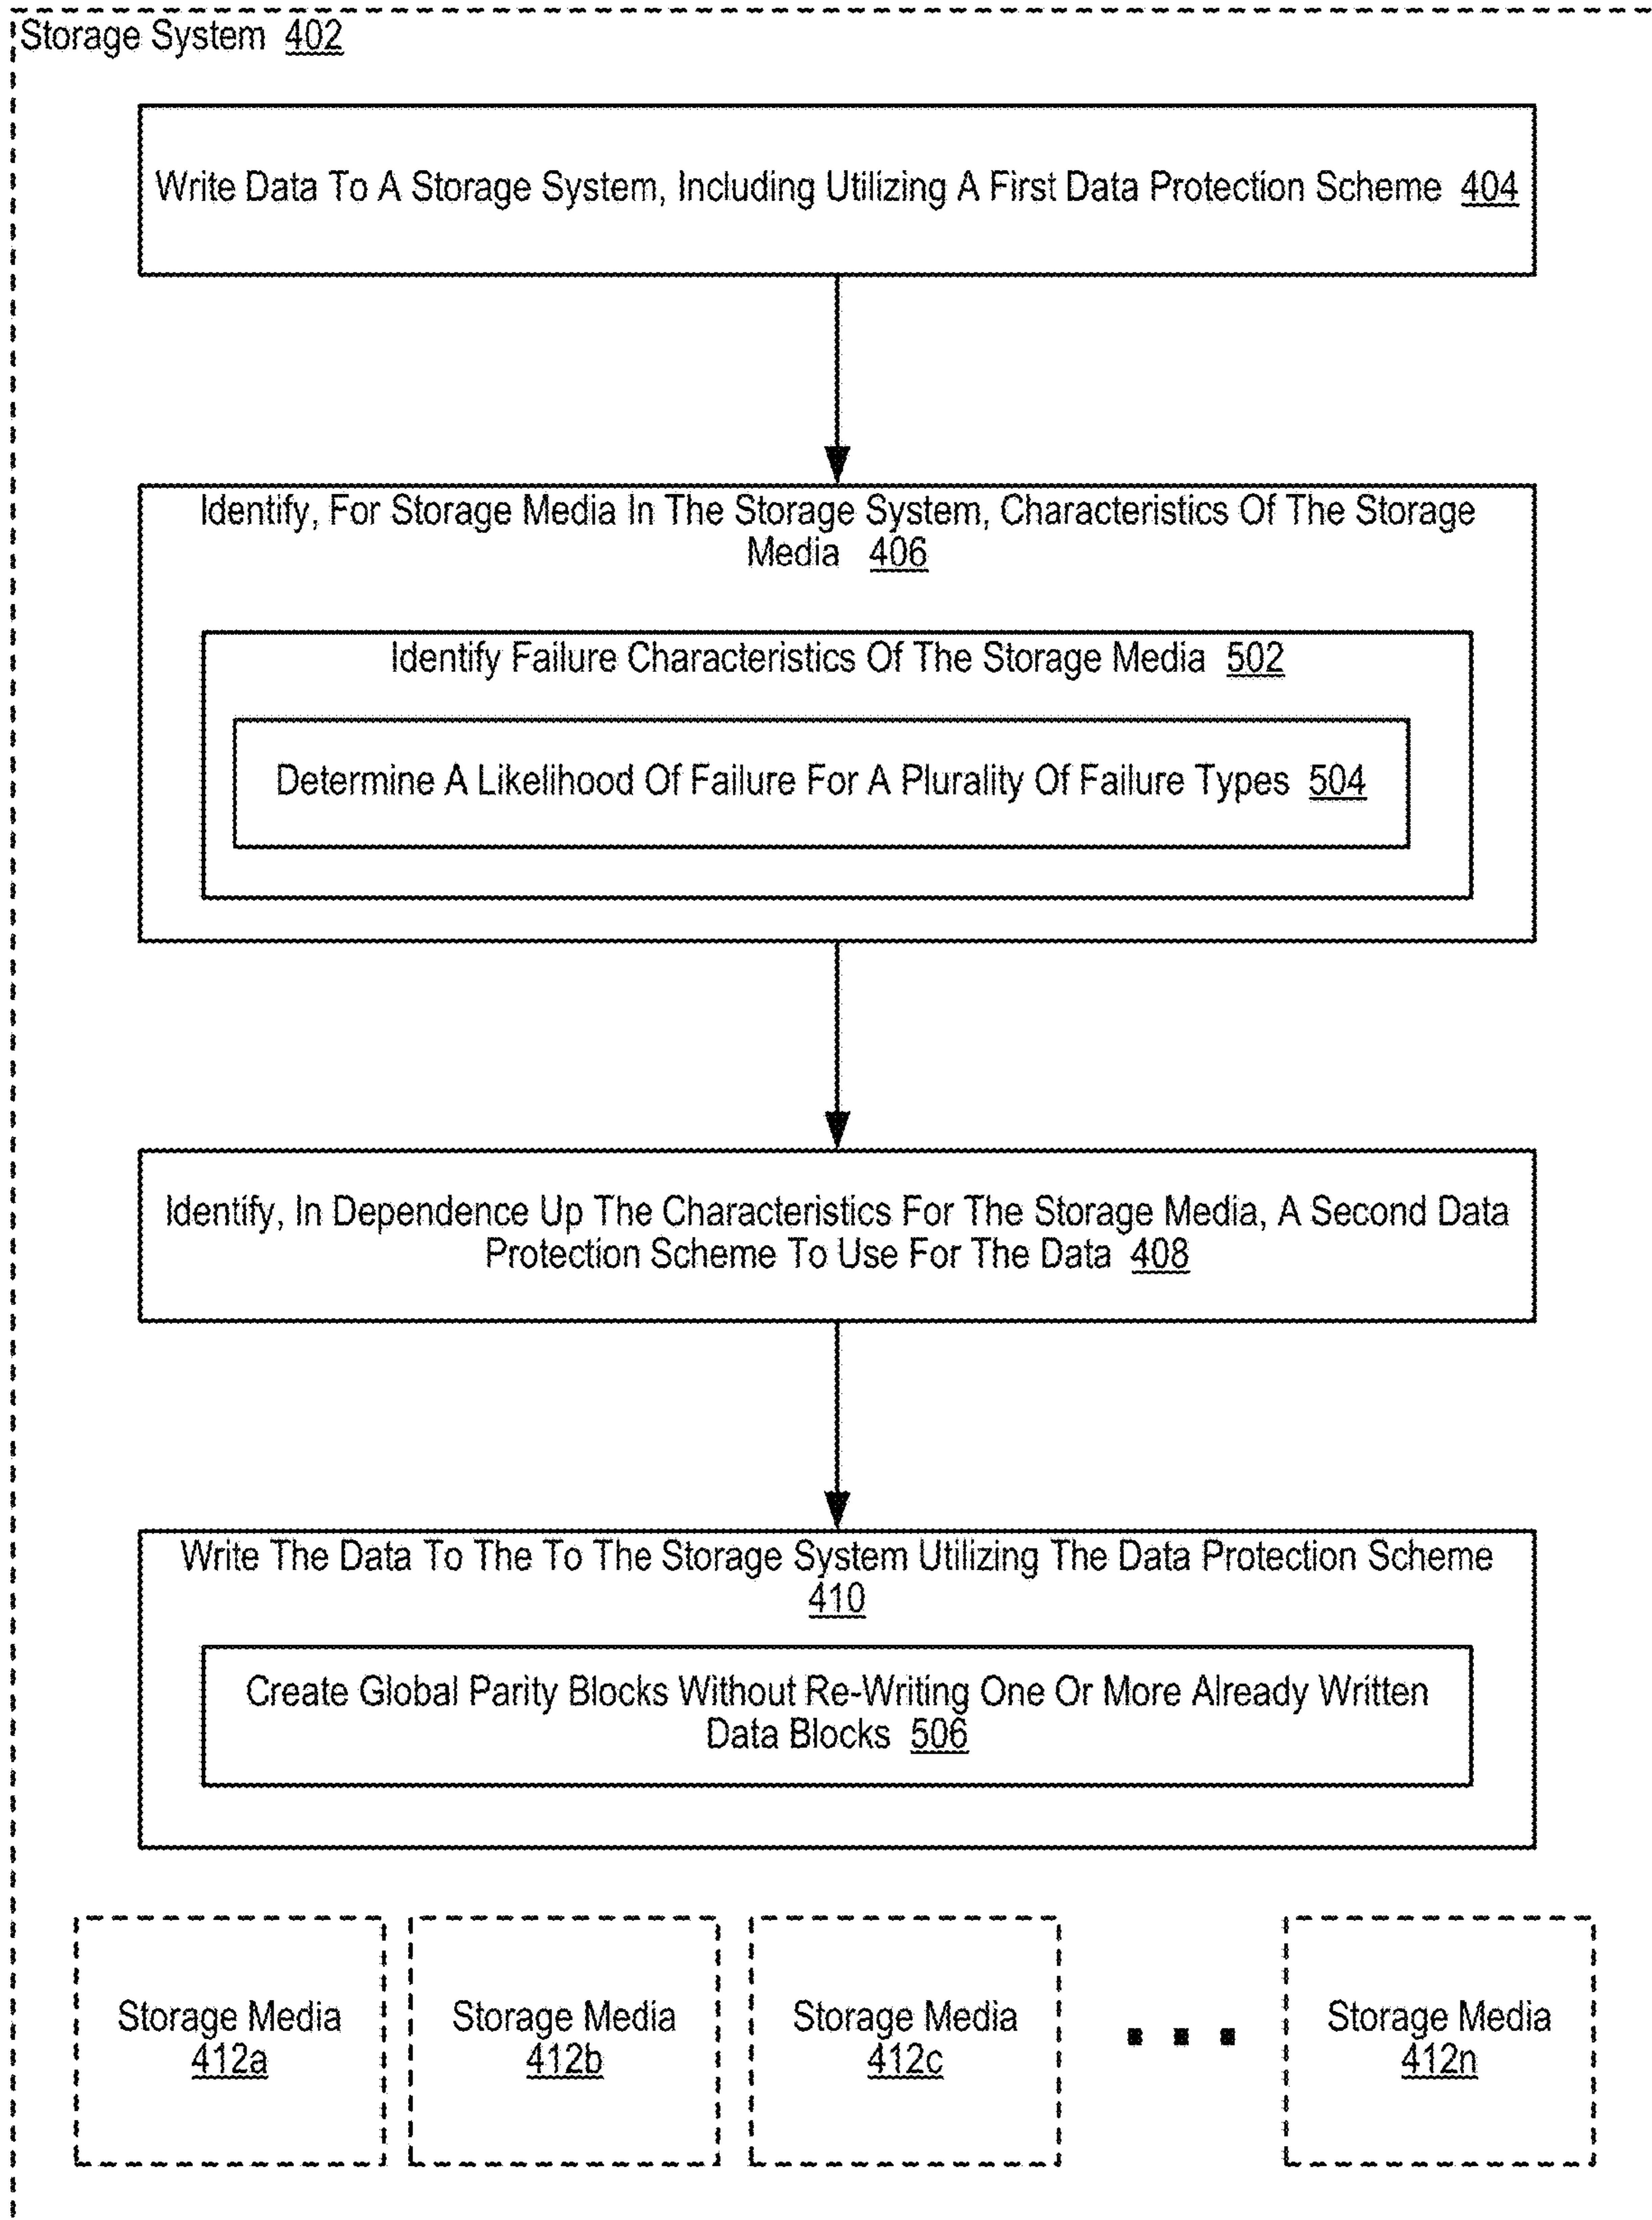 Storage System 402
Write Data To A Storage System, Including Utilizing A First Data Protection Scheme 404
Identify, For Storage Media In The Storage System, Characteristics Of The Storage
Media 406
Identify Failure Characteristics Of The Storage Media 502
Determine A Likelihood Of Failure For A Plurality Of Failure Types 504
Identify, In Dependence Up The Characteristics For The Storage Media, A Second Data
Protection Scheme To Use For The Data 408
Write The Data To The To The Storage System Utilizing The Data Protection Scheme
410
Create Global Parity Blocks Without Re-Writing One Or More Already Written
Data Blocks 506
Storage Media
412a
Storage Media
412b
Storage Media
412c
Storage Media
412n